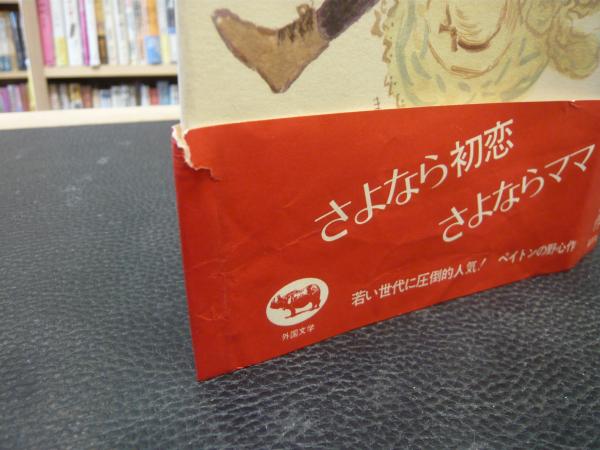 さよなら初恋
さよならママ
若い世代に圧倒的人気! ペイトンの野心作
外国文学